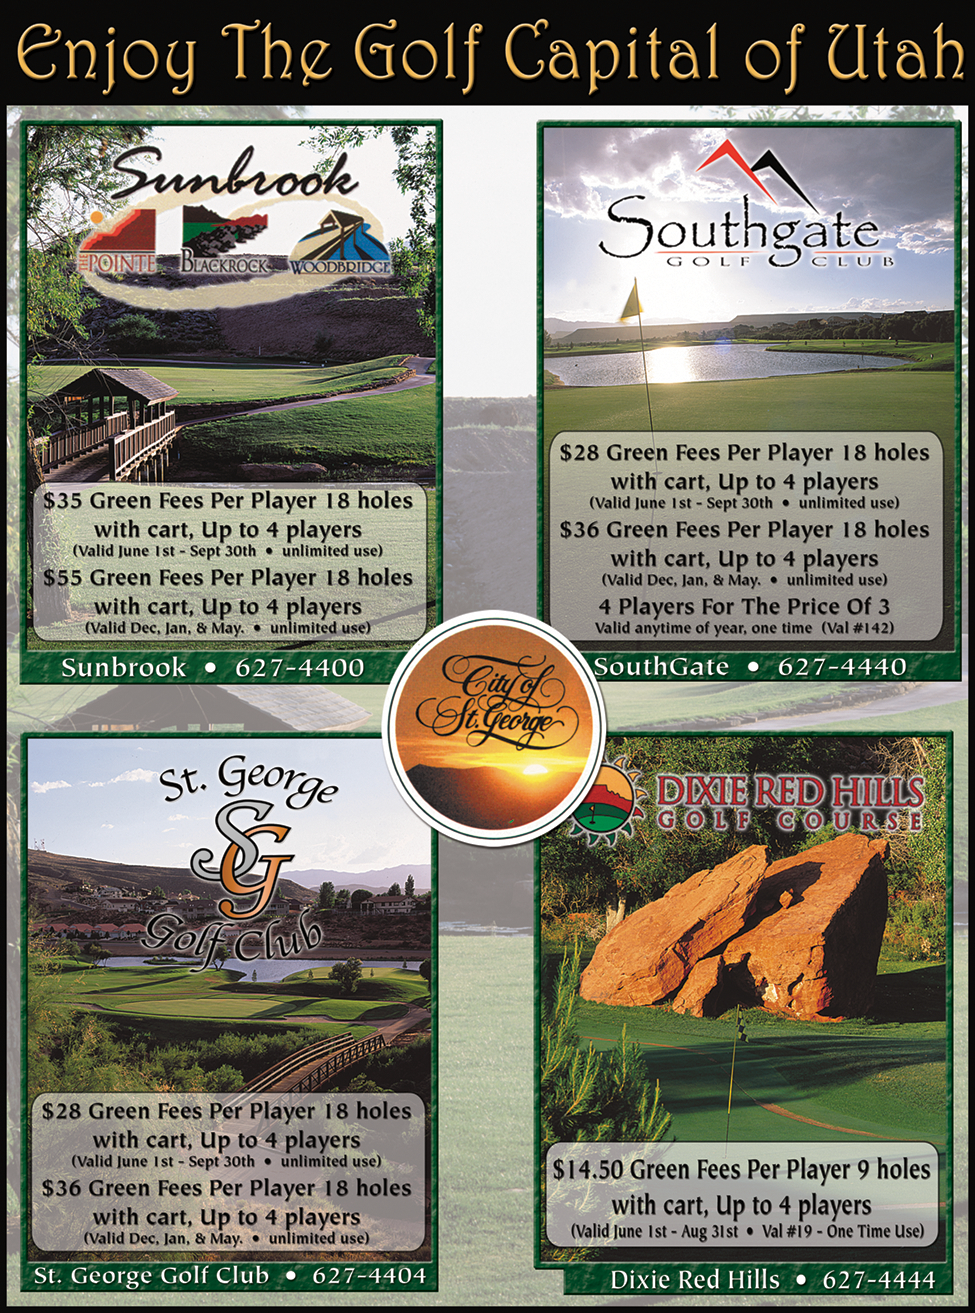 Enjoy The Golf Capital of Utah
Sunbrook
THE POINTE
BLACKROCK
WOODBRIDGE
$35 Green Fees Per Player 18 holes
with cart, Up to 4 players
(Valid June 1st - Sept 30th • unlimited use)
$55 Green Fees Per Player 18 holes
with cart, Up to 4 players
(Valid Dec, Jan, & May. • unlimited use)
Sunbrook • 627-4400
Southgate
GOLF CLUB
$28 Green Fees Per Player 18 holes
with cart, Up to 4 players
(Valid June 1st - Sept 30th • unlimited use)
$36 Green Fees Per Player 18 holes
with cart, Up to 4 players
(Valid Dec, Jan, & May. • unlimited use)
4 Players For The Price Of 3
Valid anytime of year, one time (Val #142)
SouthGate • 627-4440
City of
St. George
St. George
SG
Golf Club
$28 Green Fees Per Player 18 holes
with cart, Up to 4 players
(Valid June 1st - Sept 30th • unlimited use)
$36 Green Fees Per Player 18 holes
with cart, Up to 4 players
(Valid Dec, Jan, & May. • unlimited use)
St. George Golf Club • 627-4404
DIXIE RED HILLS
GOLF COURSE
$14.50 Green Fees Per Player 9 holes
with cart, Up to 4 players
(Valid June 1st - Aug 31st • Val #19 - One Time Use)
Dixie Red Hills • 627-4444